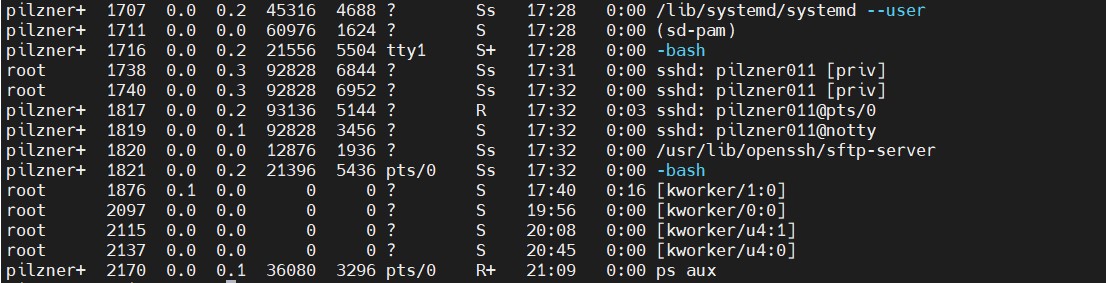 pilzner+  1707  0.0  0.2  45316  4688 ?        Ss   17:28   0:00 /lib/systemd/systemd --user
pilzner+  1711  0.0  0.0  60976  1624 ?        S    17:28   0:00 (sd-pam)
pilzner+  1716  0.0  0.2  21556  5504 tty1     S+   17:28   0:00 -bash
root      1738  0.0  0.3  92828  6844 ?        Ss   17:31   0:00 sshd: pilzner011 [priv]
root      1740  0.0  0.3  92828  6952 ?        Ss   17:32   0:00 sshd: pilzner011 [priv]
pilzner+  1817  0.0  0.2  93136  5144 ?        R    17:32   0:03 sshd: pilzner011@pts/0
pilzner+  1819  0.0  0.1  92828  3456 ?        S    17:32   0:00 sshd: pilzner011@notty
pilzner+  1820  0.0  0.0  12876  1936 ?        Ss   17:32   0:00 /usr/lib/openssh/sftp-server
pilzner+  1821  0.0  0.2  21396  5436 pts/0    Ss   17:32   0:00 -bash
root      1876  0.1  0.0      0     0 ?        S    17:40   0:16 [kworker/1:0]
root      2097  0.0  0.0      0     0 ?        S    19:56   0:00 [kworker/0:0]
root      2115  0.0  0.0      0     0 ?        S    20:08   0:00 [kworker/u4:1]
root      2137  0.0  0.0      0     0 ?        S    20:45   0:00 [kworker/u4:0]
pilzner+  2170  0.0  0.1  36080  3296 pts/0    R+   21:09   0:00 ps aux